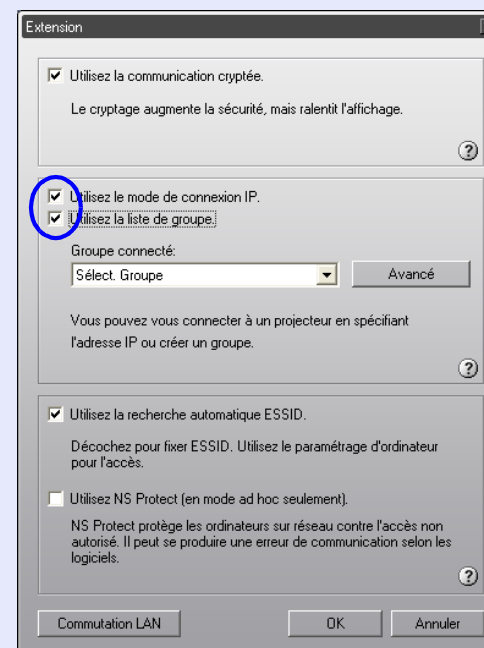 Extension
Utilisez la communication cryptée.
Le cryptage augmente la sécurité, mais ralentit l'affichage.
?
Utilisez le mode de connexion IP.
Utilisez la liste de groupe.
Groupe connecté:
Sélect. Groupe
Avancé
Vous pouvez vous connecter à un projecteur en spécifiant
l'adresse IP ou créer un groupe.
?
Utilisez la recherche automatique ESSID.
Décochez pour fixer ESSID. Utilisez le paramétrage d'ordinateur
pour l'accès.
Utilisez NS Protect (en mode ad hoc seulement).
NS Protect protège les ordinateurs sur réseau contre l'accès non
autorisé. Il peut se produire une erreur de communication selon les
logiciels.
?
Commutation LAN
OK
Annuler